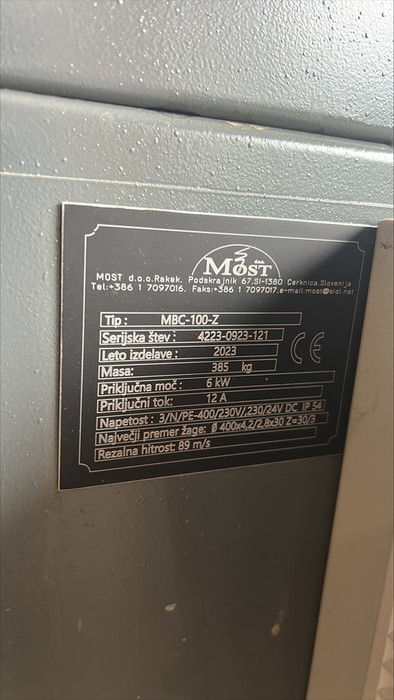 MOST d.o.o.
MOST d.o.o.Rakek, Podskrajnik 67.SI-1380 Cerknica.Slovenija
Tel:+386 1 7097016, Faks:+386 1 7097017.e-mail:most@siol.net
Tip : MBC-100-Z
Serijska štev : 4223-0923-121
Leto izdelave : 2023
CE
Masa: 385 kg
Priključna moč : 6 kW
Priključni tok: 12 A
Napetost : 3/N/PE-400/230V/,230/24V DC IP 54
Največji premer žage: Ø 400x4,2/2,8x30 Z=30/3
Rezalna hitrost: 89 m/s